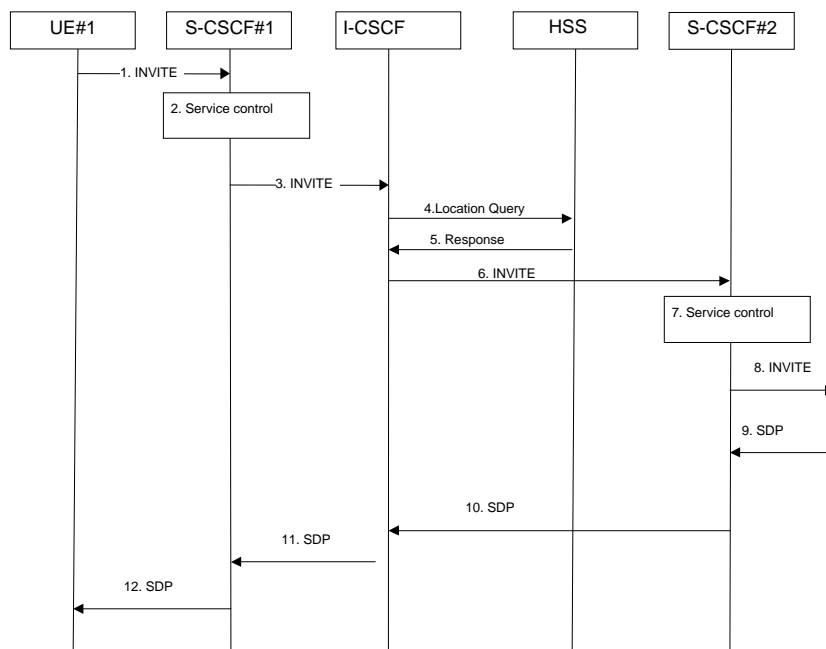 UE#1
S-CSCF#1
I-CSCF
HSS
S-CSCF#2
1. INVITE
2. Service control
3. INVITE
4.Location Query
5. Response
6. INVITE
7. Service control
8. INVITE
9. SDP
10. SDP
11. SDP
12. SDP